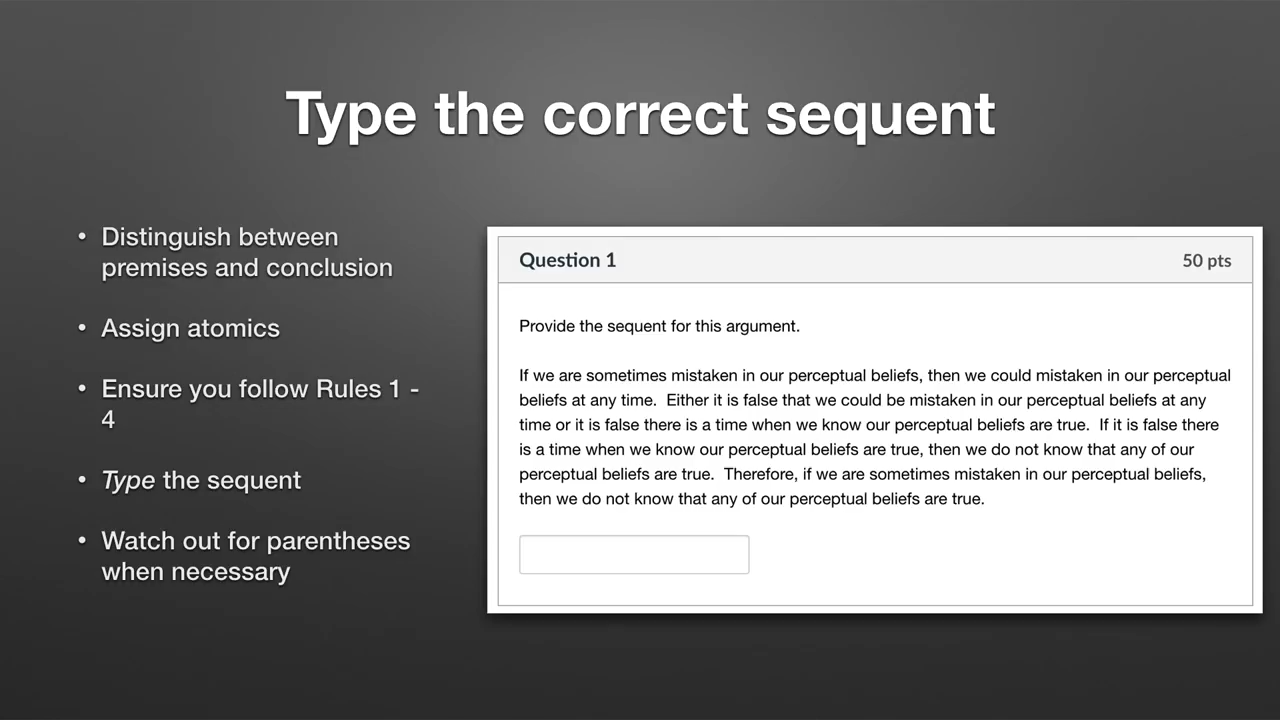 Type the correct sequent
• Distinguish between
premises and conclusion
• Assign atomics
• Ensure you follow Rules 1 -
4
• Type the sequent
• Watch out for parentheses
when necessary
Question 1 50 pts
Provide the sequent for this argument.
If we are sometimes mistaken in our perceptual beliefs, then we could mistaken in our perceptual
beliefs at any time. Either it is false that we could be mistaken in our perceptual beliefs at any
time or it is false there is a time when we know our perceptual beliefs are true. If it is false there
is a time when we know our perceptual beliefs are true, then we do not know that any of our
perceptual beliefs are true. Therefore, if we are sometimes mistaken in our perceptual beliefs,
then we do not know that any of our perceptual beliefs are true.